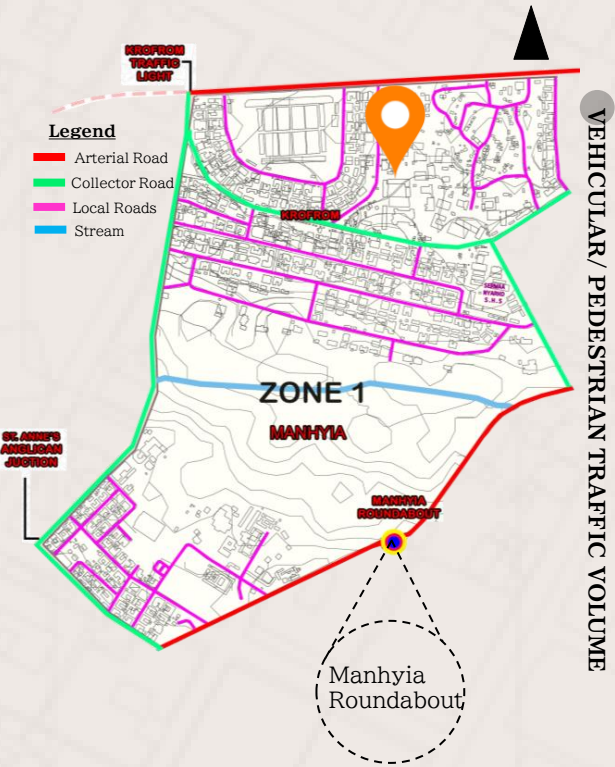 KROFROM
TRAFFIC
LIGHT
Legend
Arterial Road
Collector Road
Local Roads
Stream
KROFROM
S.H.S
ZONE 1
MANHYIA
ST. ANNE'S
ANGLICAN
JUCTION
MANHYIA
ROUNDABOUT
Manhyia
Roundabout
VEHICULAR/ PEDESTRIAN TRAFFIC VOLUME